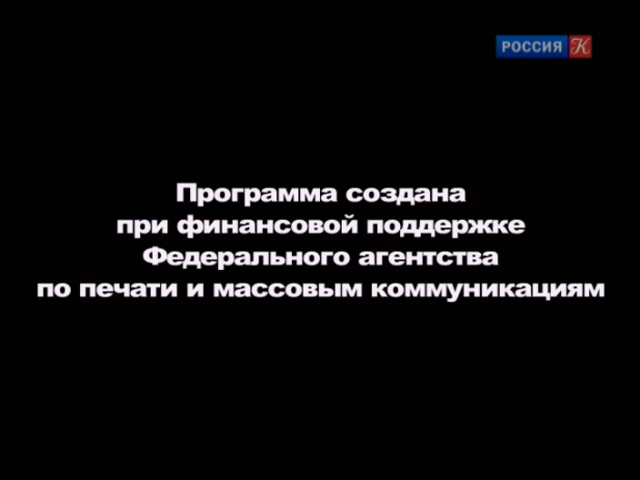 РОССИЯ К
Программа создана
при финансовой поддержке
Федерального агентства
по печати и массовым коммуникациям